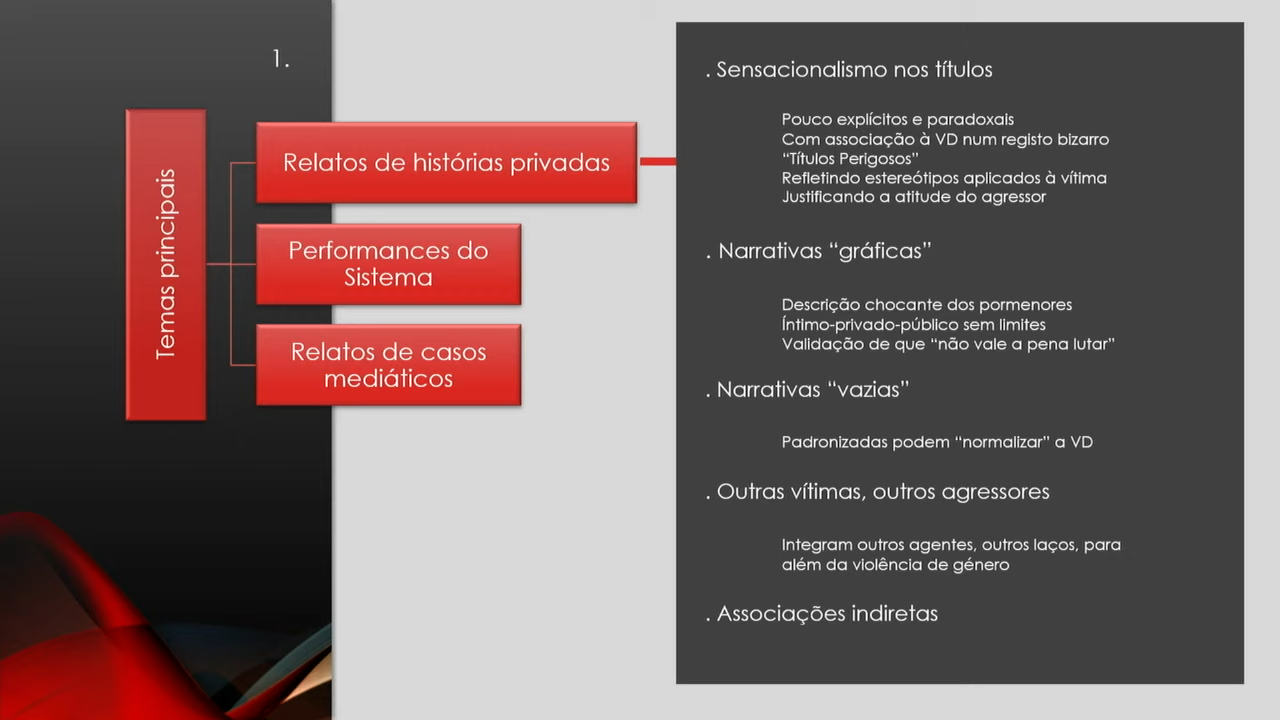 1.
Temas principais
Relatos de histórias privadas
Performances do
Sistema
Relatos de casos
mediáticos
. Sensacionalismo nos títulos
Pouco explícitos e paradoxais
Com associação à VD num registo bizarro
“Títulos Perigosos”
Refletindo estereótipos aplicados à vítima
Justificando a atitude do agressor
. Narrativas “gráficas”
Descrição chocante dos pormenores
Íntimo-privado-público sem limites
Validação de que “não vale a pena lutar”
. Narrativas “vazias”
Padronizadas podem “normalizar” a VD
. Outras vítimas, outros agressores
Integram outros agentes, outros laços, para
além da violência de género
. Associações indiretas